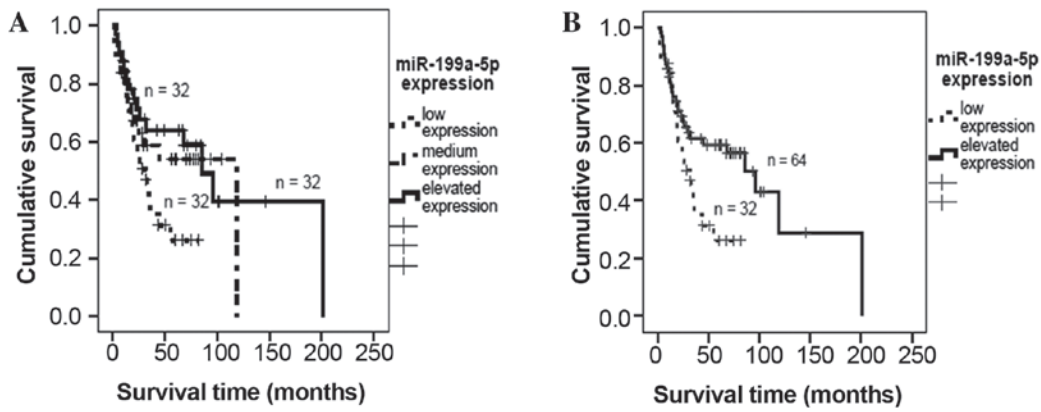 A
1.0
0.8
0.6
0.4
0.2
0.0
Cumulative survival
n = 32
n = 32
n = 32
0 50 100 150 200 250
Survival time (months)
miR-199a-5p
expression
low
expression
medium
expression
elevated
expression
B
1.0
0.8
0.6
0.4
0.2
0.0
Cumulative survival
n = 64
n = 32
0 50 100 150 200 250
Survival time (months)
miR-199a-5p
expression
low
expression
elevated
expression